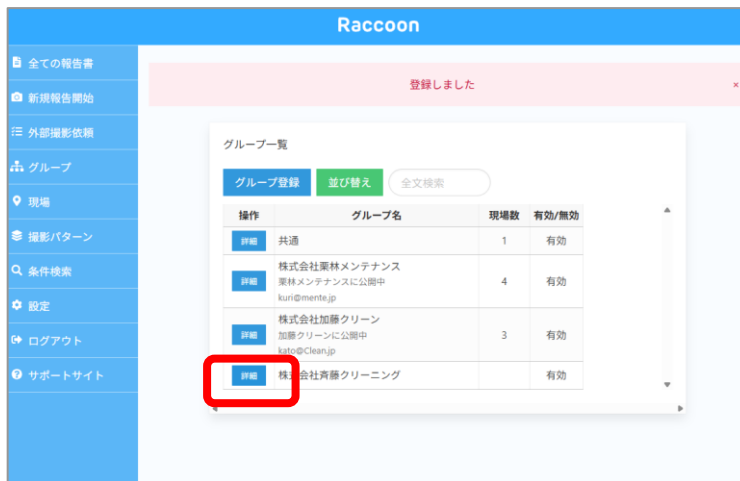 Raccoon
全ての報告書
新規報告開始
外部撮影依頼
グループ
現場
撮影パターン
条件検索
設定
ログアウト
サポートサイト
登録しました ×
グループ一覧
グループ登録 並び替え 全文検索
操作 グループ名 現場数 有効/無効
詳細 共通 1 有効
株式会社栗林メンテナンス
詳細 栗林メンテナンスに公開中 4 有効
kuri@mente.jp
株式会社加藤クリーン
詳細 加藤クリーンに公開中 3 有効
kato@Clean.jp
詳細 株式会社斉藤クリーニング 有効